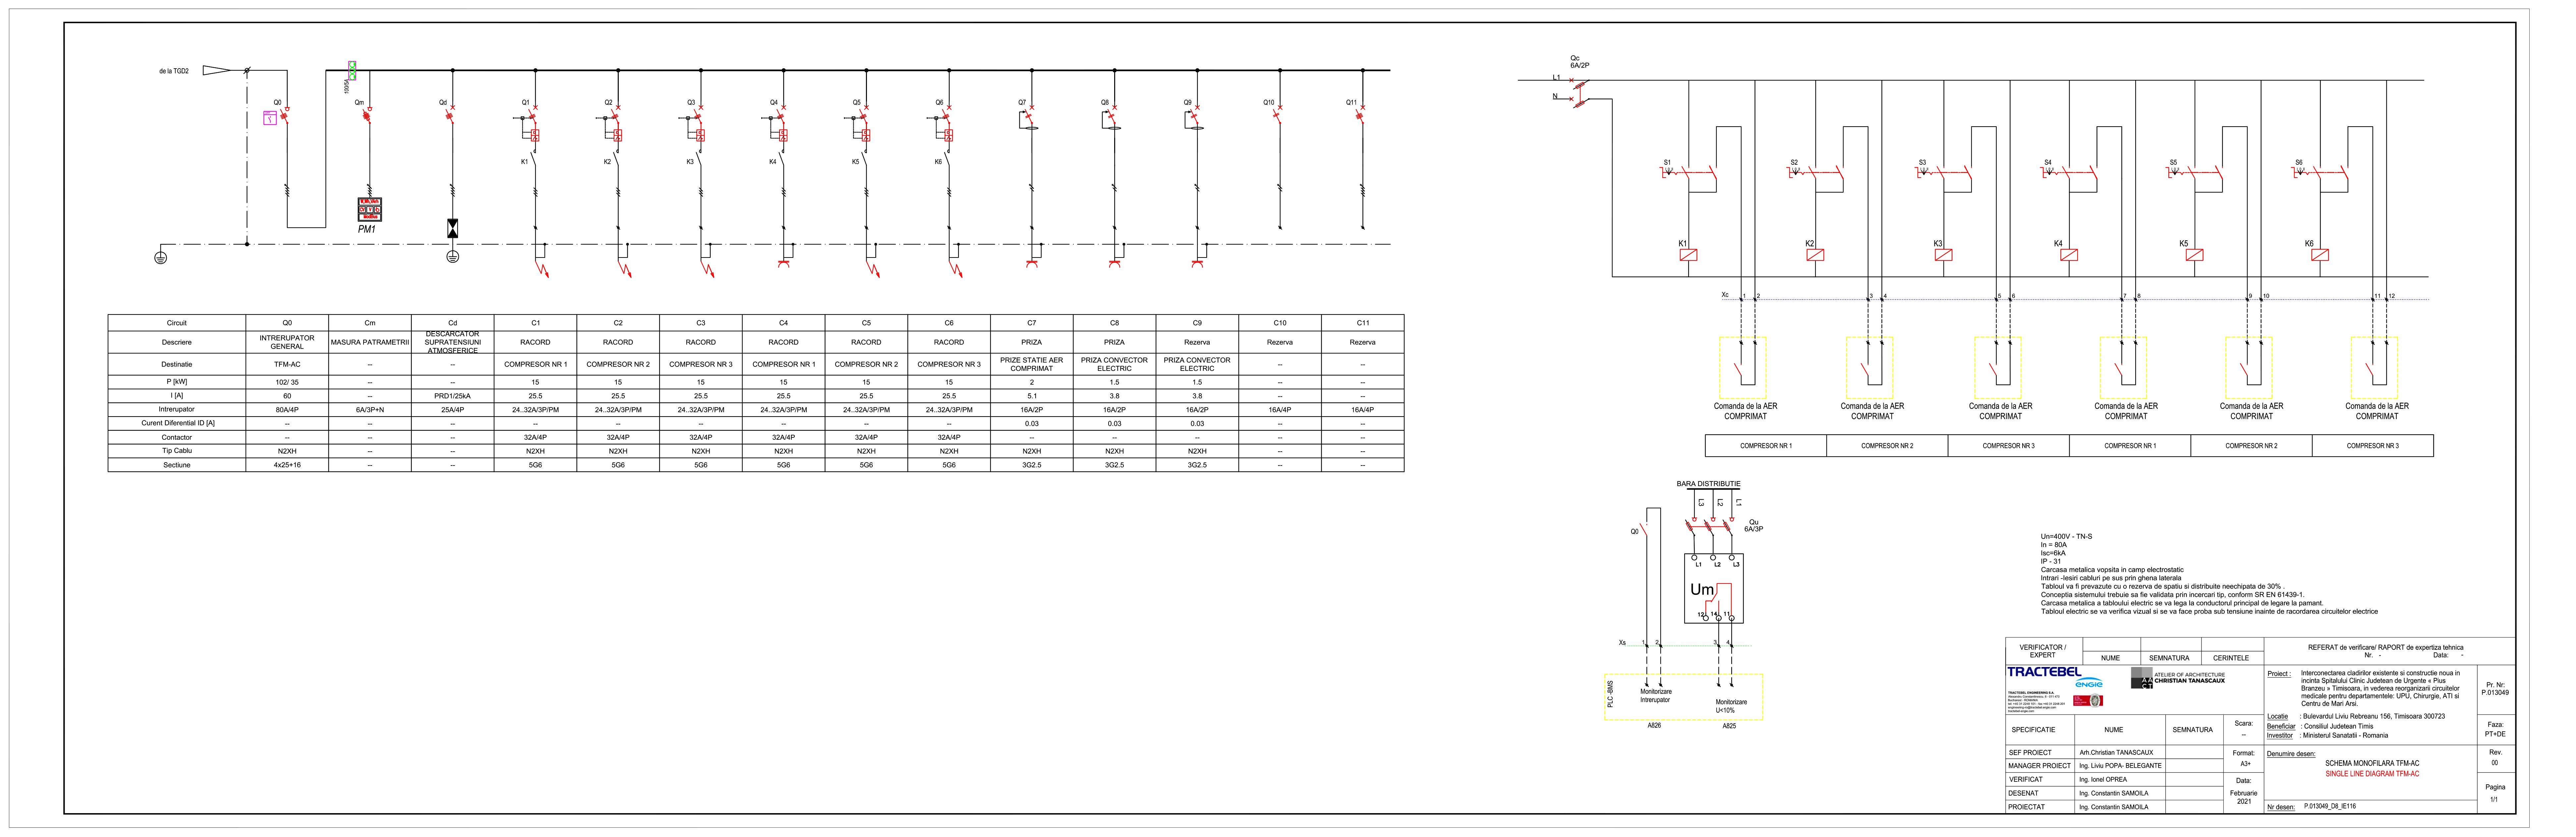 de la TGD2
100/5A
Q0
Qm
Qd
Q1
Q2
Q3
Q4
Q5
Q6
Q7
Q8
Q9
Q10
Q11
K1
K2
K3
K4
K5
K6
PM1
Circuit Q0 Cm Cd C1 C2 C3 C4 C5 C6 C7 C8 C9 C10 C11
Descriere INTRERUPATOR GENERAL MASURA PATRAMETRII DESCARCATOR SUPRATENSIUNI ATMOSFERICE RACORD RACORD RACORD RACORD RACORD RACORD PRIZA PRIZA Rezerva Rezerva Rezerva
Destinatie TFM-AC -- -- COMPRESOR NR 1 COMPRESOR NR 2 COMPRESOR NR 3 COMPRESOR NR 1 COMPRESOR NR 2 COMPRESOR NR 3 PRIZE STATIE AER COMPRIMAT PRIZA CONVECTOR ELECTRIC PRIZA CONVECTOR ELECTRIC -- --
P [kW] 102/ 35 -- -- 15 15 15 15 15 15 2 1.5 1.5 -- --
I [A] 60 -- PRD1/25kA 25.5 25.5 25.5 25.5 25.5 25.5 5.1 3.8 3.8 -- --
Intrerupator 80A/4P 6A/3P+N 25A/4P 24..32A/3P/PM 24..32A/3P/PM 24..32A/3P/PM 24..32A/3P/PM 24..32A/3P/PM 24..32A/3P/PM 16A/2P 16A/2P 16A/2P 16A/4P 16A/4P
Curent Diferential ID [A] -- -- -- -- -- -- -- -- -- 0.03 0.03 0.03 -- --
Contactor -- -- -- 32A/4P 32A/4P 32A/4P 32A/4P 32A/4P 32A/4P -- -- -- -- --
Tip Cablu N2XH -- -- N2XH N2XH N2XH N2XH N2XH N2XH N2XH N2XH N2XH -- --
Sectiune 4x25+16 -- -- 5G6 5G6 5G6 5G6 5G6 5G6 3G2.5 3G2.5 3G2.5 -- --
Qc
6A/2P
L1
N
S1
S2
S3
S4
S5
S6
K1
K2
K3
K4
K5
K6
Xc 1 2 3 4 5 6 7 8 9 10 11 12
Comanda de la AER
COMPRIMAT
Comanda de la AER
COMPRIMAT
Comanda de la AER
COMPRIMAT
Comanda de la AER
COMPRIMAT
Comanda de la AER
COMPRIMAT
Comanda de la AER
COMPRIMAT
COMPRESOR NR 1 COMPRESOR NR 2 COMPRESOR NR 3 COMPRESOR NR 1 COMPRESOR NR 2 COMPRESOR NR 3
BARA DISTRIBUTIE
L3 L2 L1
Q0
Qu
6A/3P
L1 L2 L3
Um
12 14 11
Xs 1 2 3 4
PLC -BMS
Monitorizare
Intrerupator
Monitorizare
U<10%
A826
A825
Un=400V - TN-S
In = 80A
Isc=6kA
IP - 31
Carcasa metalica vopsita in camp electrostatic
Intrari -Iesiri cabluri pe sus prin ghena laterala
Tabloul va fi prevazute cu o rezerva de spatiu si distribuite neechipata de 30% .
Conceptia sistemului trebuie sa fie validata prin incercari tip, conform SR EN 61439-1.
Carcasa metalica a tabloului electric se va lega la conductorul principal de legare la pamant.
Tabloul electric se va verifica vizual si se va face proba sub tensiune inainte de racordarea circuitelor electrice
VERIFICATOR /
EXPERT
NUME SEMNATURA CERINTELE
REFERAT de verificare/ RAPORT de expertiza tehnica
Nr. - Data: -
TRACTEBEL
ENGIE
ATELIER OF ARCHITECTURE
CHRISTIAN TANASCAUX
TRACTEBEL ENGINEERING S.A
Proiect : Interconectarea cladirilor existente si constructie noua in
incinta Spitalului Clinic Judetean de Urgente « Pius
Branzeu » Timisoara, in vederea reorganizarii circuitelor
medicale pentru departamentele: UPU, Chirurgie, ATI si
Centru de Mari Arsi.
Pr. Nr:
P.013049
Locatie : Bulevardul Liviu Rebreanu 156, Timisoara 300723
Beneficiar : Consiliul Judetean Timis
Investitor : Ministerul Sanatatii - Romania
Faza:
PT+DE
SPECIFICATIE NUME SEMNATURA
Scara:
--
SEF PROIECT Arh.Christian TANASCAUX
MANAGER PROIECT Ing. Liviu POPA- BELEGANTE
VERIFICAT Ing. Ionel OPREA
DESENAT Ing. Constantin SAMOILA
PROIECTAT Ing. Constantin SAMOILA
Format:
A3+
Data:
Februarie
2021
Denumire desen:
SCHEMA MONOFILARA TFM-AC
SINGLE LINE DIAGRAM TFM-AC
Rev.
00
Pagina
1/1
Nr desen: P.013049_D8_IE116